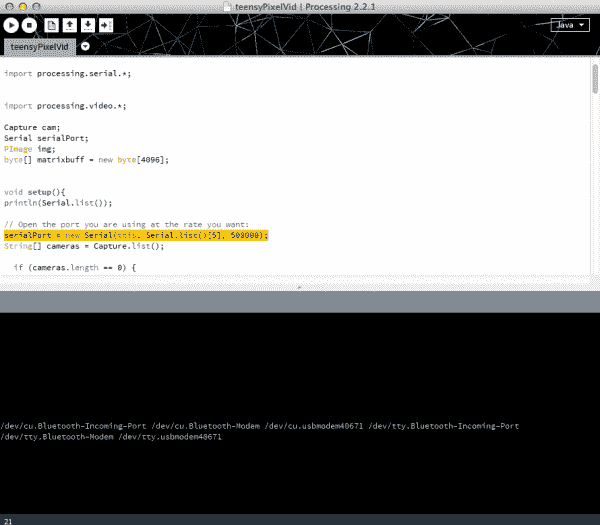 teensyPixelVid | Processing 2.2.1
Java
teensyPixelVid
import processing.serial.*;
import processing.video.*;
Capture cam;
Serial serialPort;
PImage img;
byte[] matrixbuff = new byte[4096];
void setup(){
println(Serial.list());
// Open the port you are using at the rate you want:
serialPort = new Serial(this, Serial.list()[5], 500000);
String[] cameras = Capture.list();
if (cameras.length == 0) {
/dev/cu.Bluetooth-Incoming-Port /dev/cu.Bluetooth-Modem /dev/cu.usbmodem40671 /dev/tty.Bluetooth-Incoming-Port
/dev/tty.Bluetooth-Modem /dev/tty.usbmodem40671
21